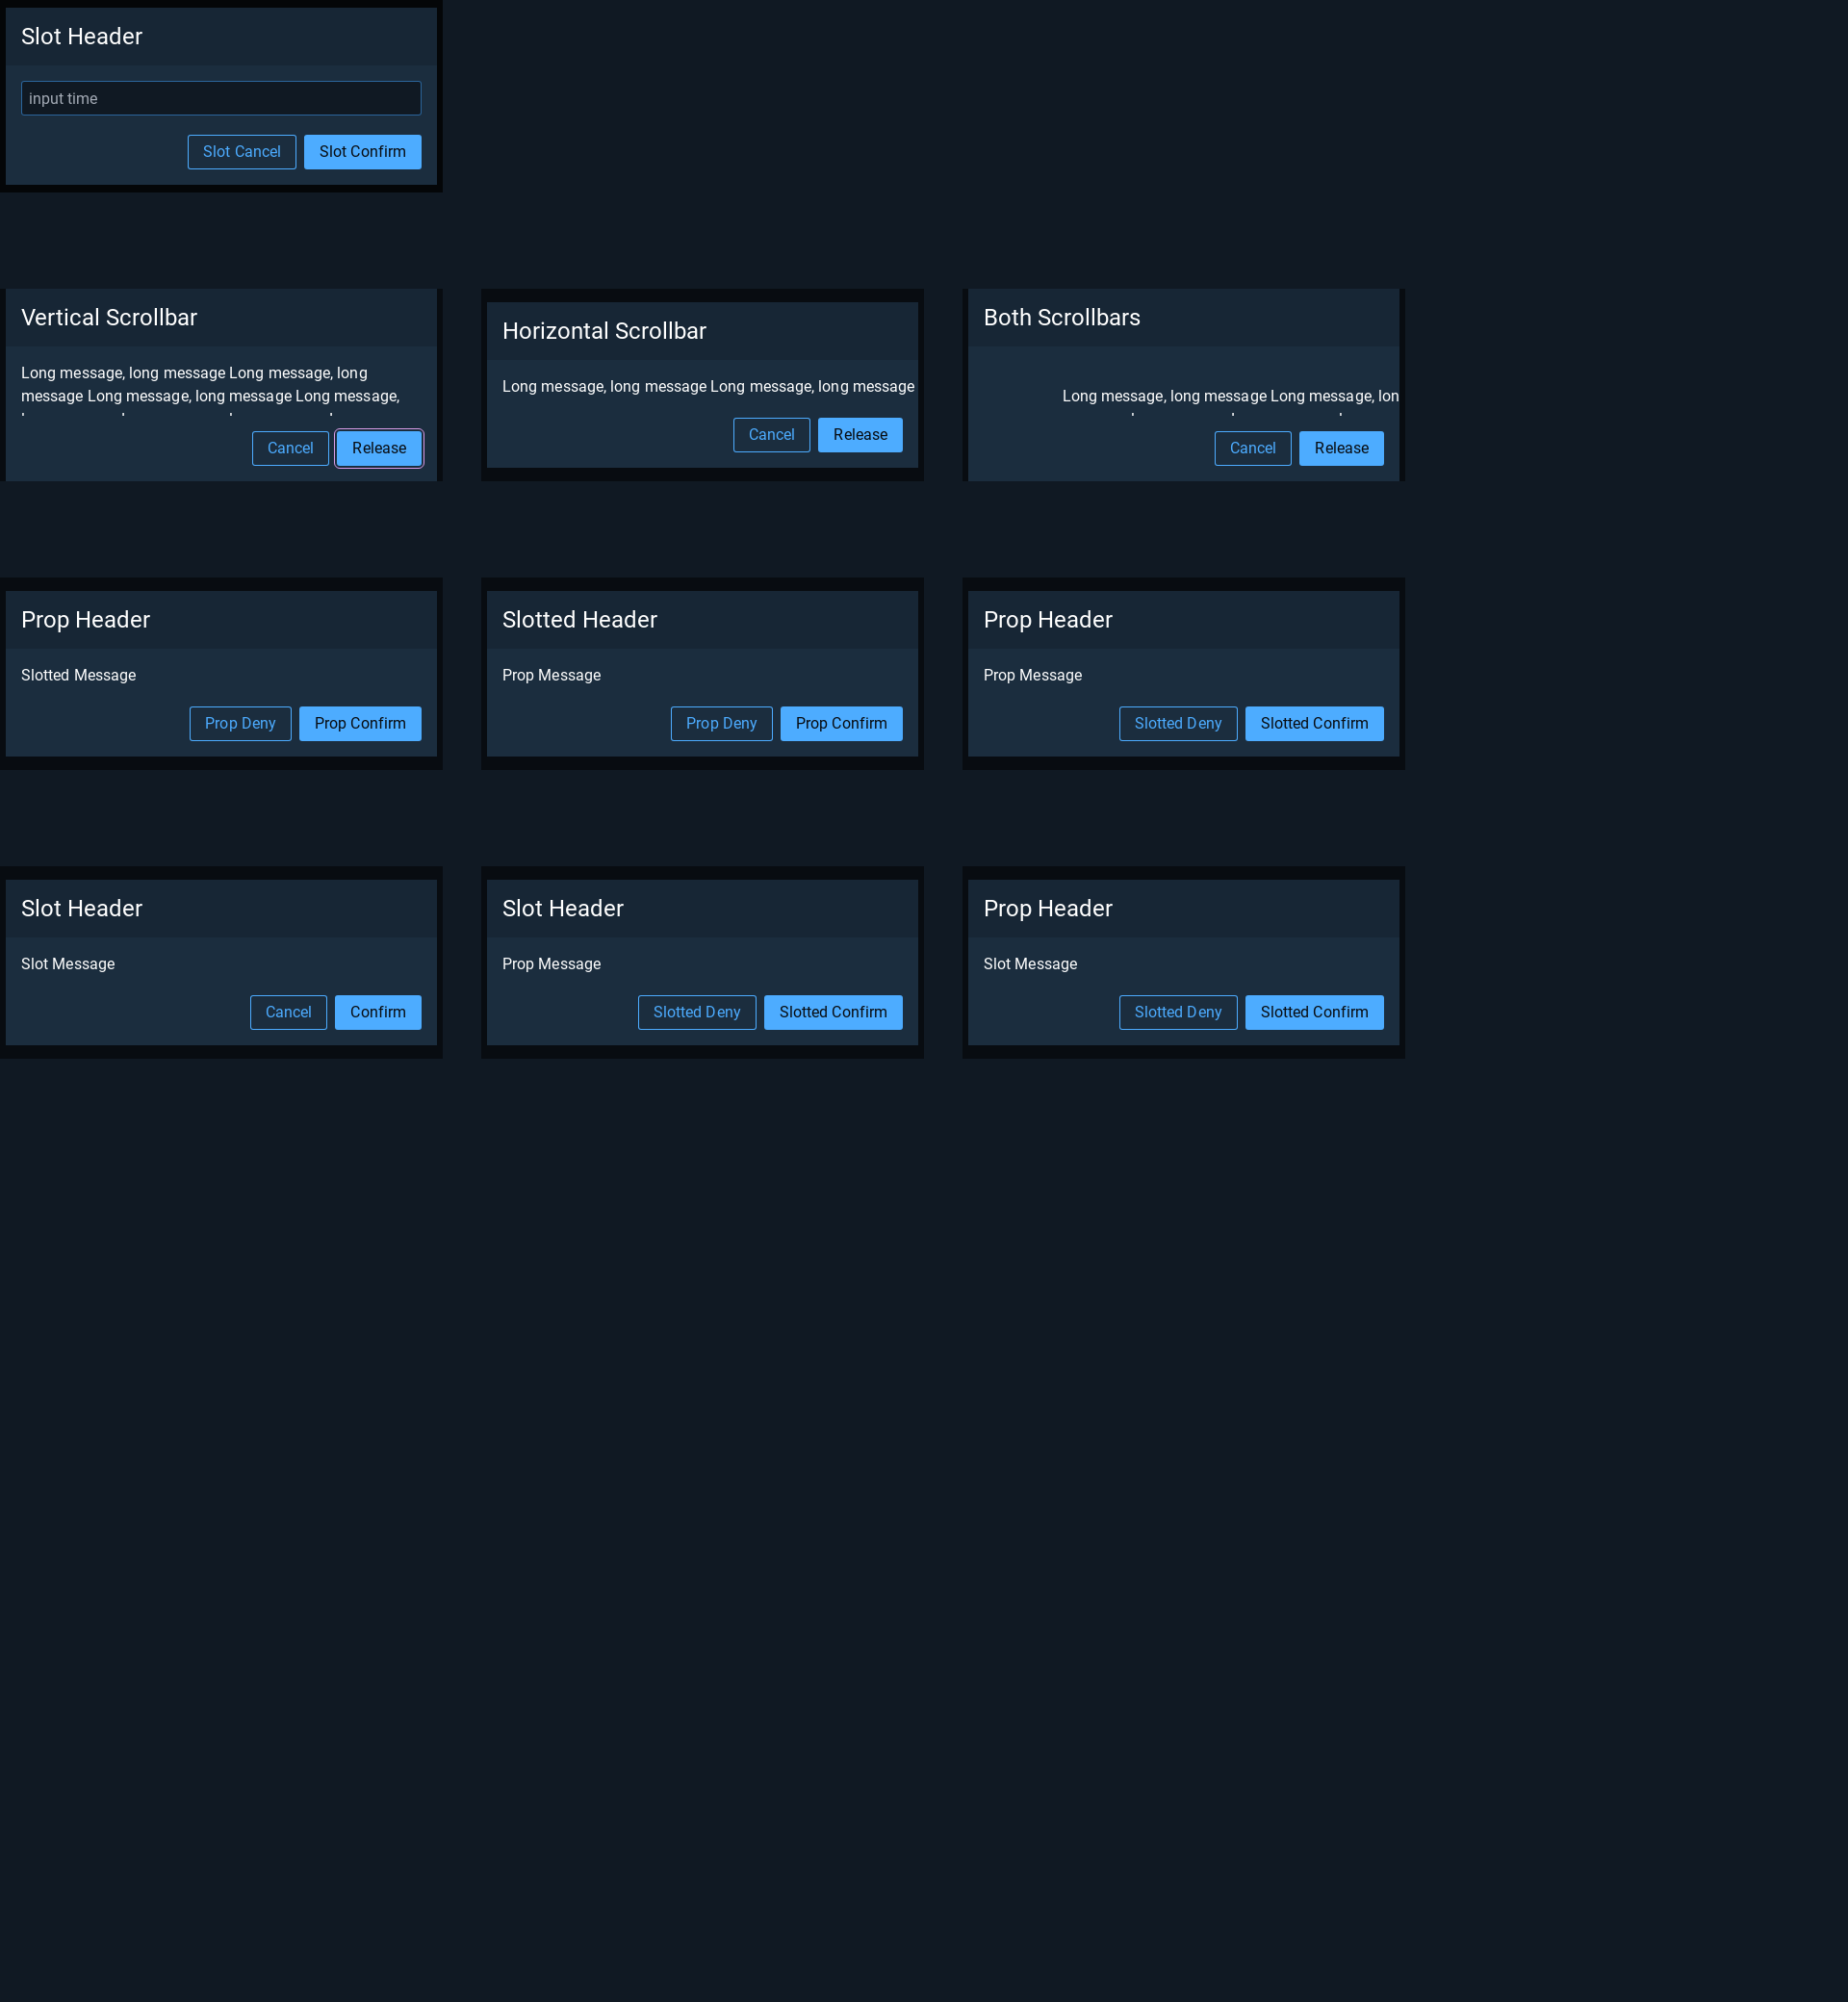 Slot Header
input time
Slot Cancel
Slot Confirm
Vertical Scrollbar
Long message, long message Long message, long
message Long message, long message Long message,
Cancel
Release
Horizontal Scrollbar
Long message, long message Long message, long message
Cancel
Release
Both Scrollbars
Long message, long message Long message, lon
Cancel
Release
Prop Header
Slotted Message
Prop Deny
Prop Confirm
Slotted Header
Prop Message
Prop Deny
Prop Confirm
Prop Header
Prop Message
Slotted Deny
Slotted Confirm
Slot Header
Slot Message
Cancel
Confirm
Slot Header
Prop Message
Slotted Deny
Slotted Confirm
Prop Header
Slot Message
Slotted Deny
Slotted Confirm